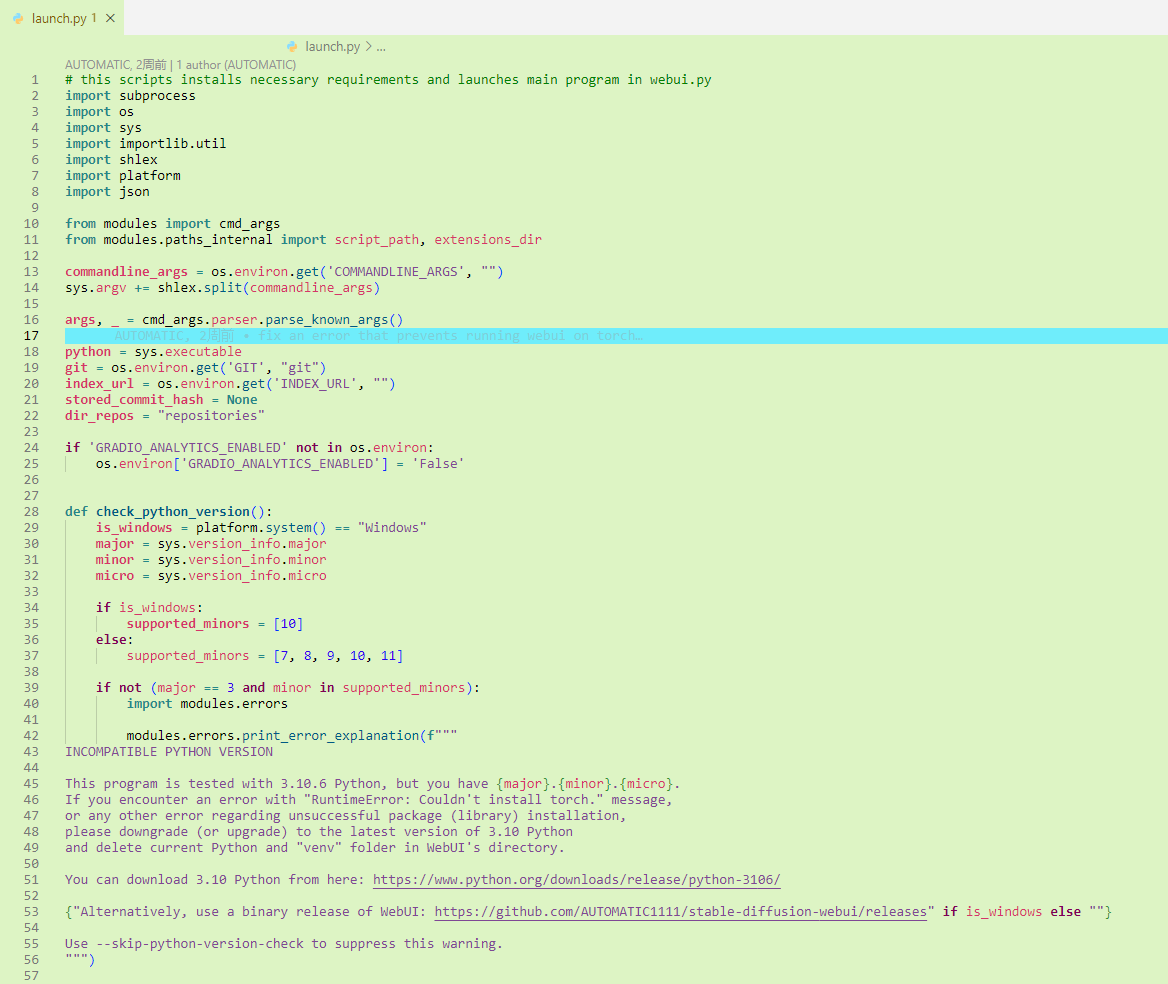 launch.py 1 ×
launch.py > ...
AUTOMATIC, 2周前 | 1 author (AUTOMATIC)
1 # this scripts installs necessary requirements and launches main program in webui.py
2 import subprocess
3 import os
4 import sys
5 import importlib.util
6 import shlex
7 import platform
8 import json
9
10 from modules import cmd_args
11 from modules.paths_internal import script_path, extensions_dir
12
13 commandline_args = os.environ.get('COMMANDLINE_ARGS', "")
14 sys.argv += shlex.split(commandline_args)
15
16 args, _ = cmd_args.parser.parse_known_args()
17 AUTOMATIC, 2周前 • fix an error that prevents running webui on torch…
18 python = sys.executable
19 git = os.environ.get('GIT', "git")
20 index_url = os.environ.get('INDEX_URL', "")
21 stored_commit_hash = None
22 dir_repos = "repositories"
23
24 if 'GRADIO_ANALYTICS_ENABLED' not in os.environ:
25     os.environ['GRADIO_ANALYTICS_ENABLED'] = 'False'
26
27
28 def check_python_version():
29     is_windows = platform.system() == "Windows"
30     major = sys.version_info.major
31     minor = sys.version_info.minor
32     micro = sys.version_info.micro
33
34     if is_windows:
35         supported_minors = [10]
36     else:
37         supported_minors = [7, 8, 9, 10, 11]
38
39     if not (major == 3 and minor in supported_minors):
40         import modules.errors
41
42         modules.errors.print_error_explanation(f"""
43 INCOMPATIBLE PYTHON VERSION
44
45 This program is tested with 3.10.6 Python, but you have {major}.{minor}.{micro}.
46 If you encounter an error with "RuntimeError: Couldn't install torch." message,
47 or any other error regarding unsuccessful package (library) installation,
48 please downgrade (or upgrade) to the latest version of 3.10 Python
49 and delete current Python and "venv" folder in WebUI's directory.
50
51 You can download 3.10 Python from here: https://www.python.org/downloads/release/python-3106/
52
53 {"Alternatively, use a binary release of WebUI: https://github.com/AUTOMATIC1111/stable-diffusion-webui/releases" if is_windows else ""}
54
55 Use --skip-python-version-check to suppress this warning.
56 """)
57